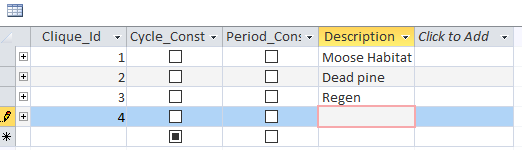 Clique_Id Cycle_Const Period_Cons Description Click to Add
1 Moose Habitat
2 Dead pine
3 Regen
4